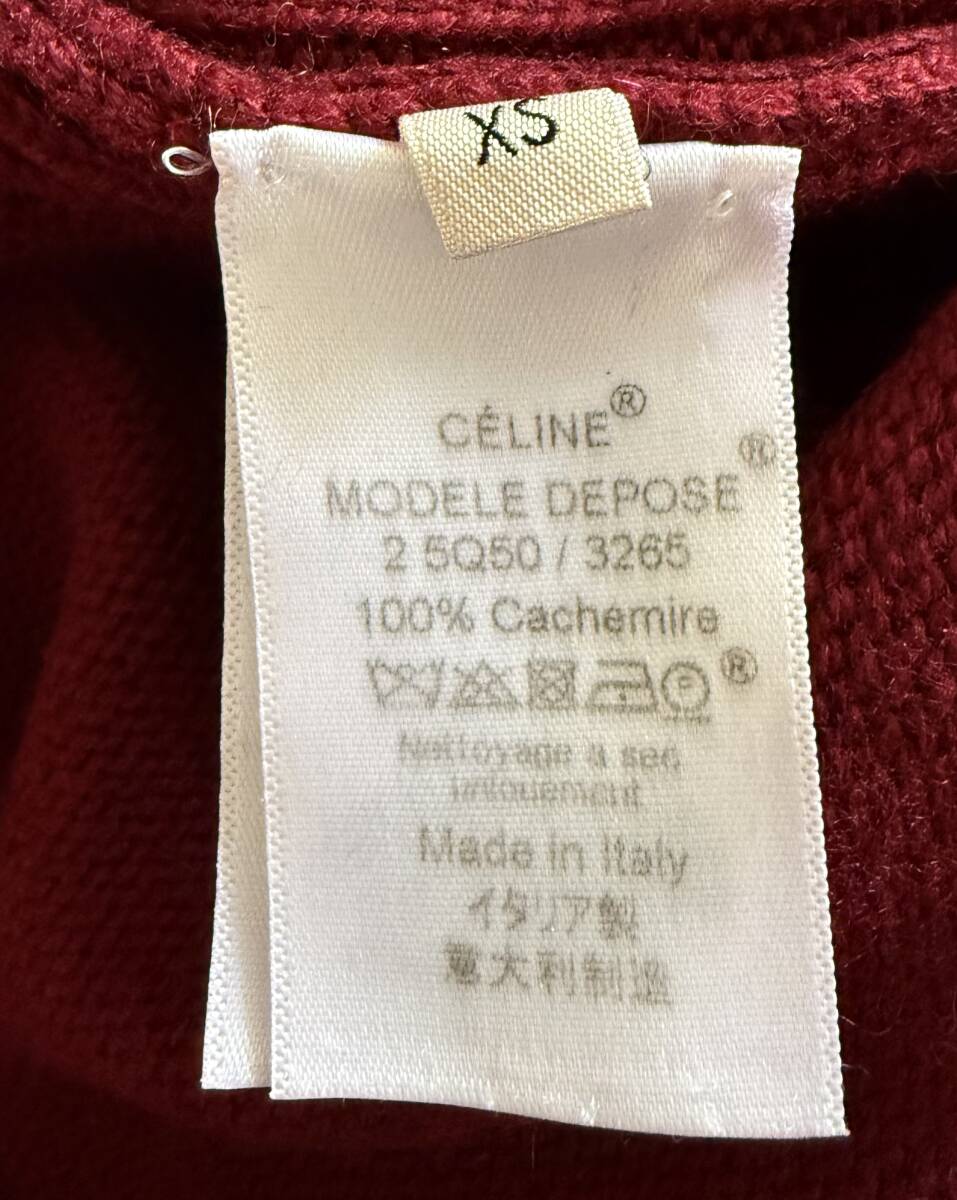 XS
CÉLINE®
MODELE DEPOSE®
2 5Q50 / 3265
100% Cachemire
®
Nettoyage à sec
uniquement
Made in Italy
イタリア製
意大利制造